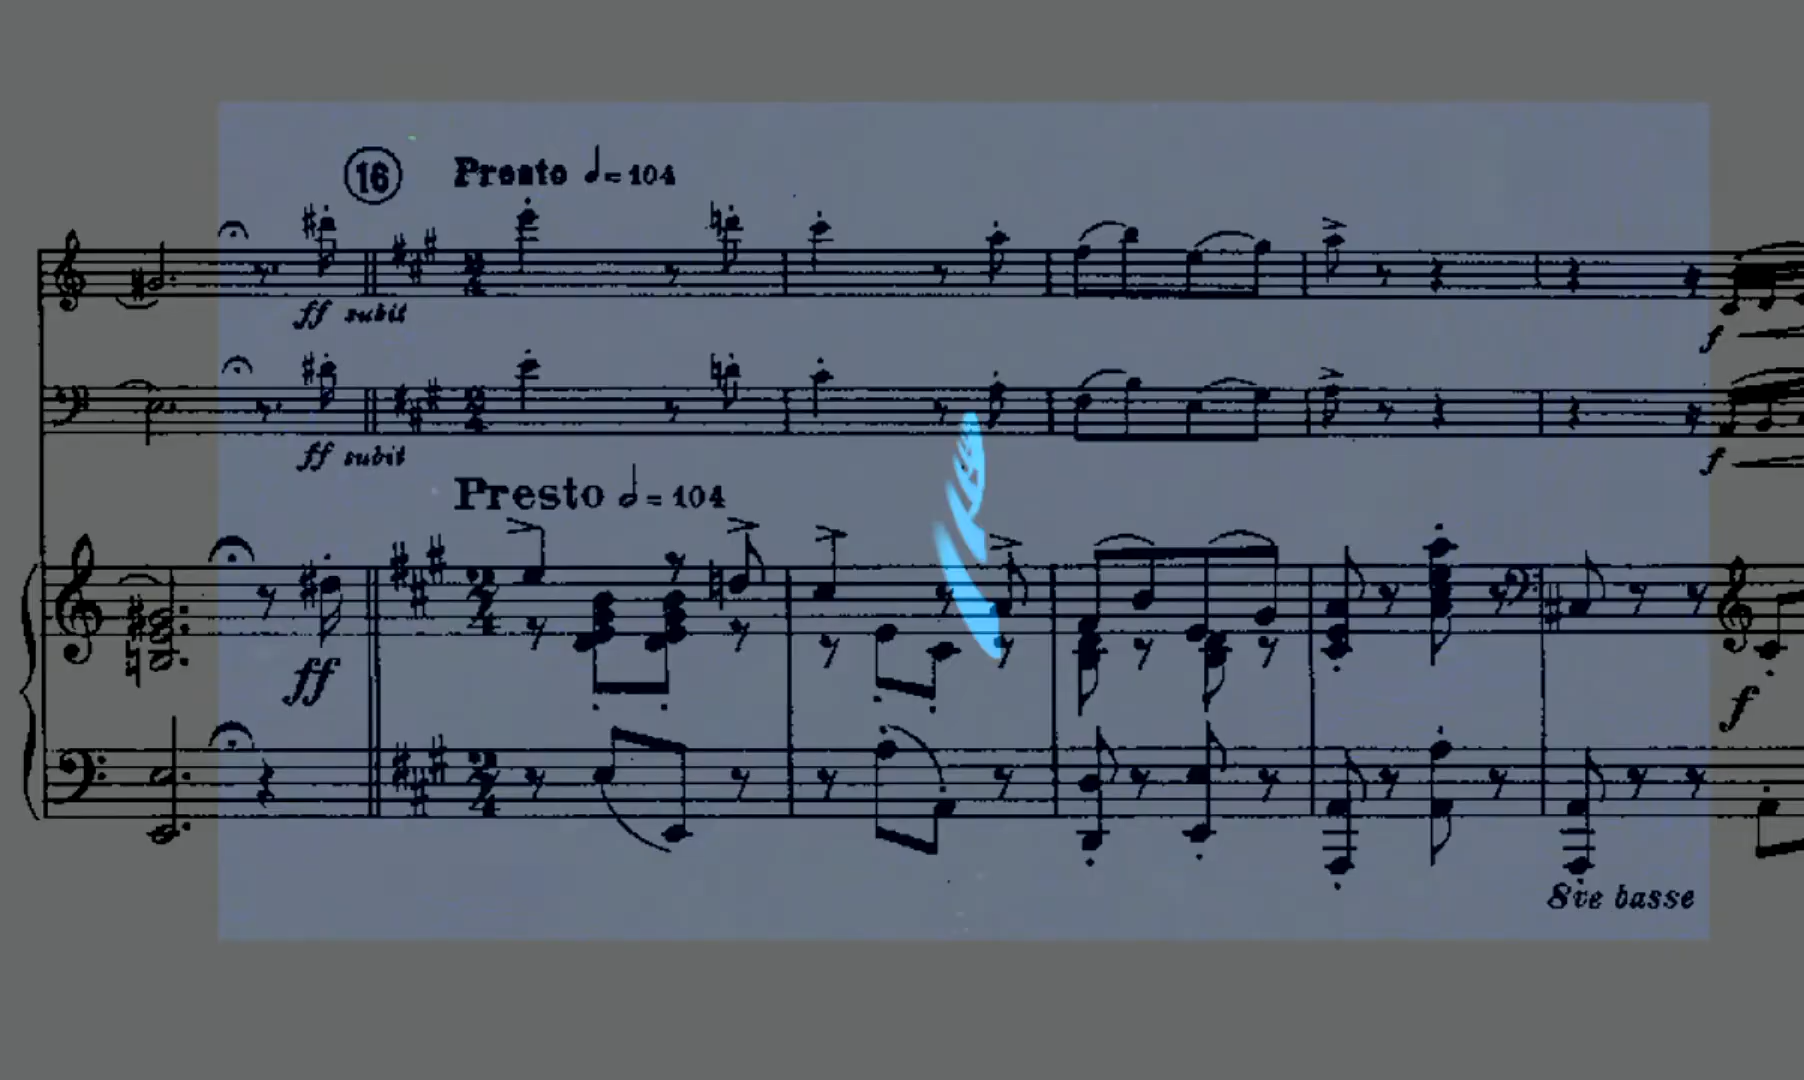 16 Presto 𝅗𝅥 = 104
ff subit
f
ff subit
f
Presto 𝅗𝅥 = 104
ff
f
8ve basse